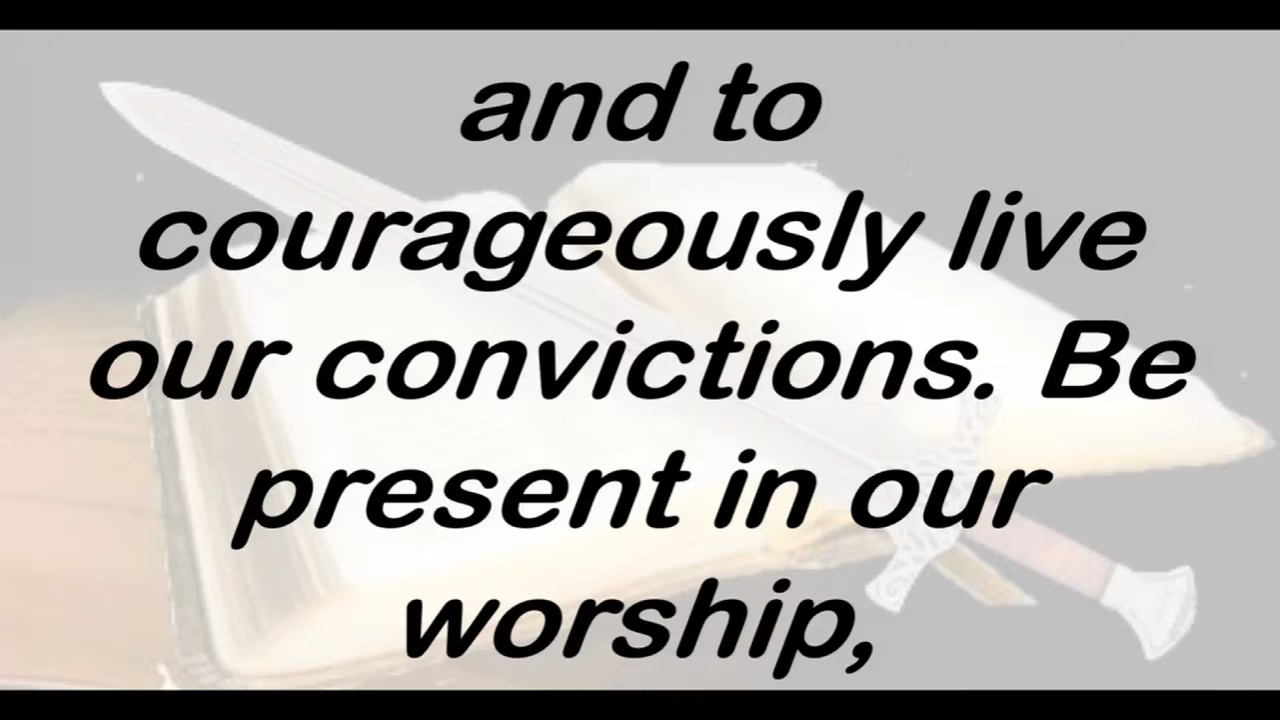 and to
courageously live
our convictions. Be
present in our
worship,